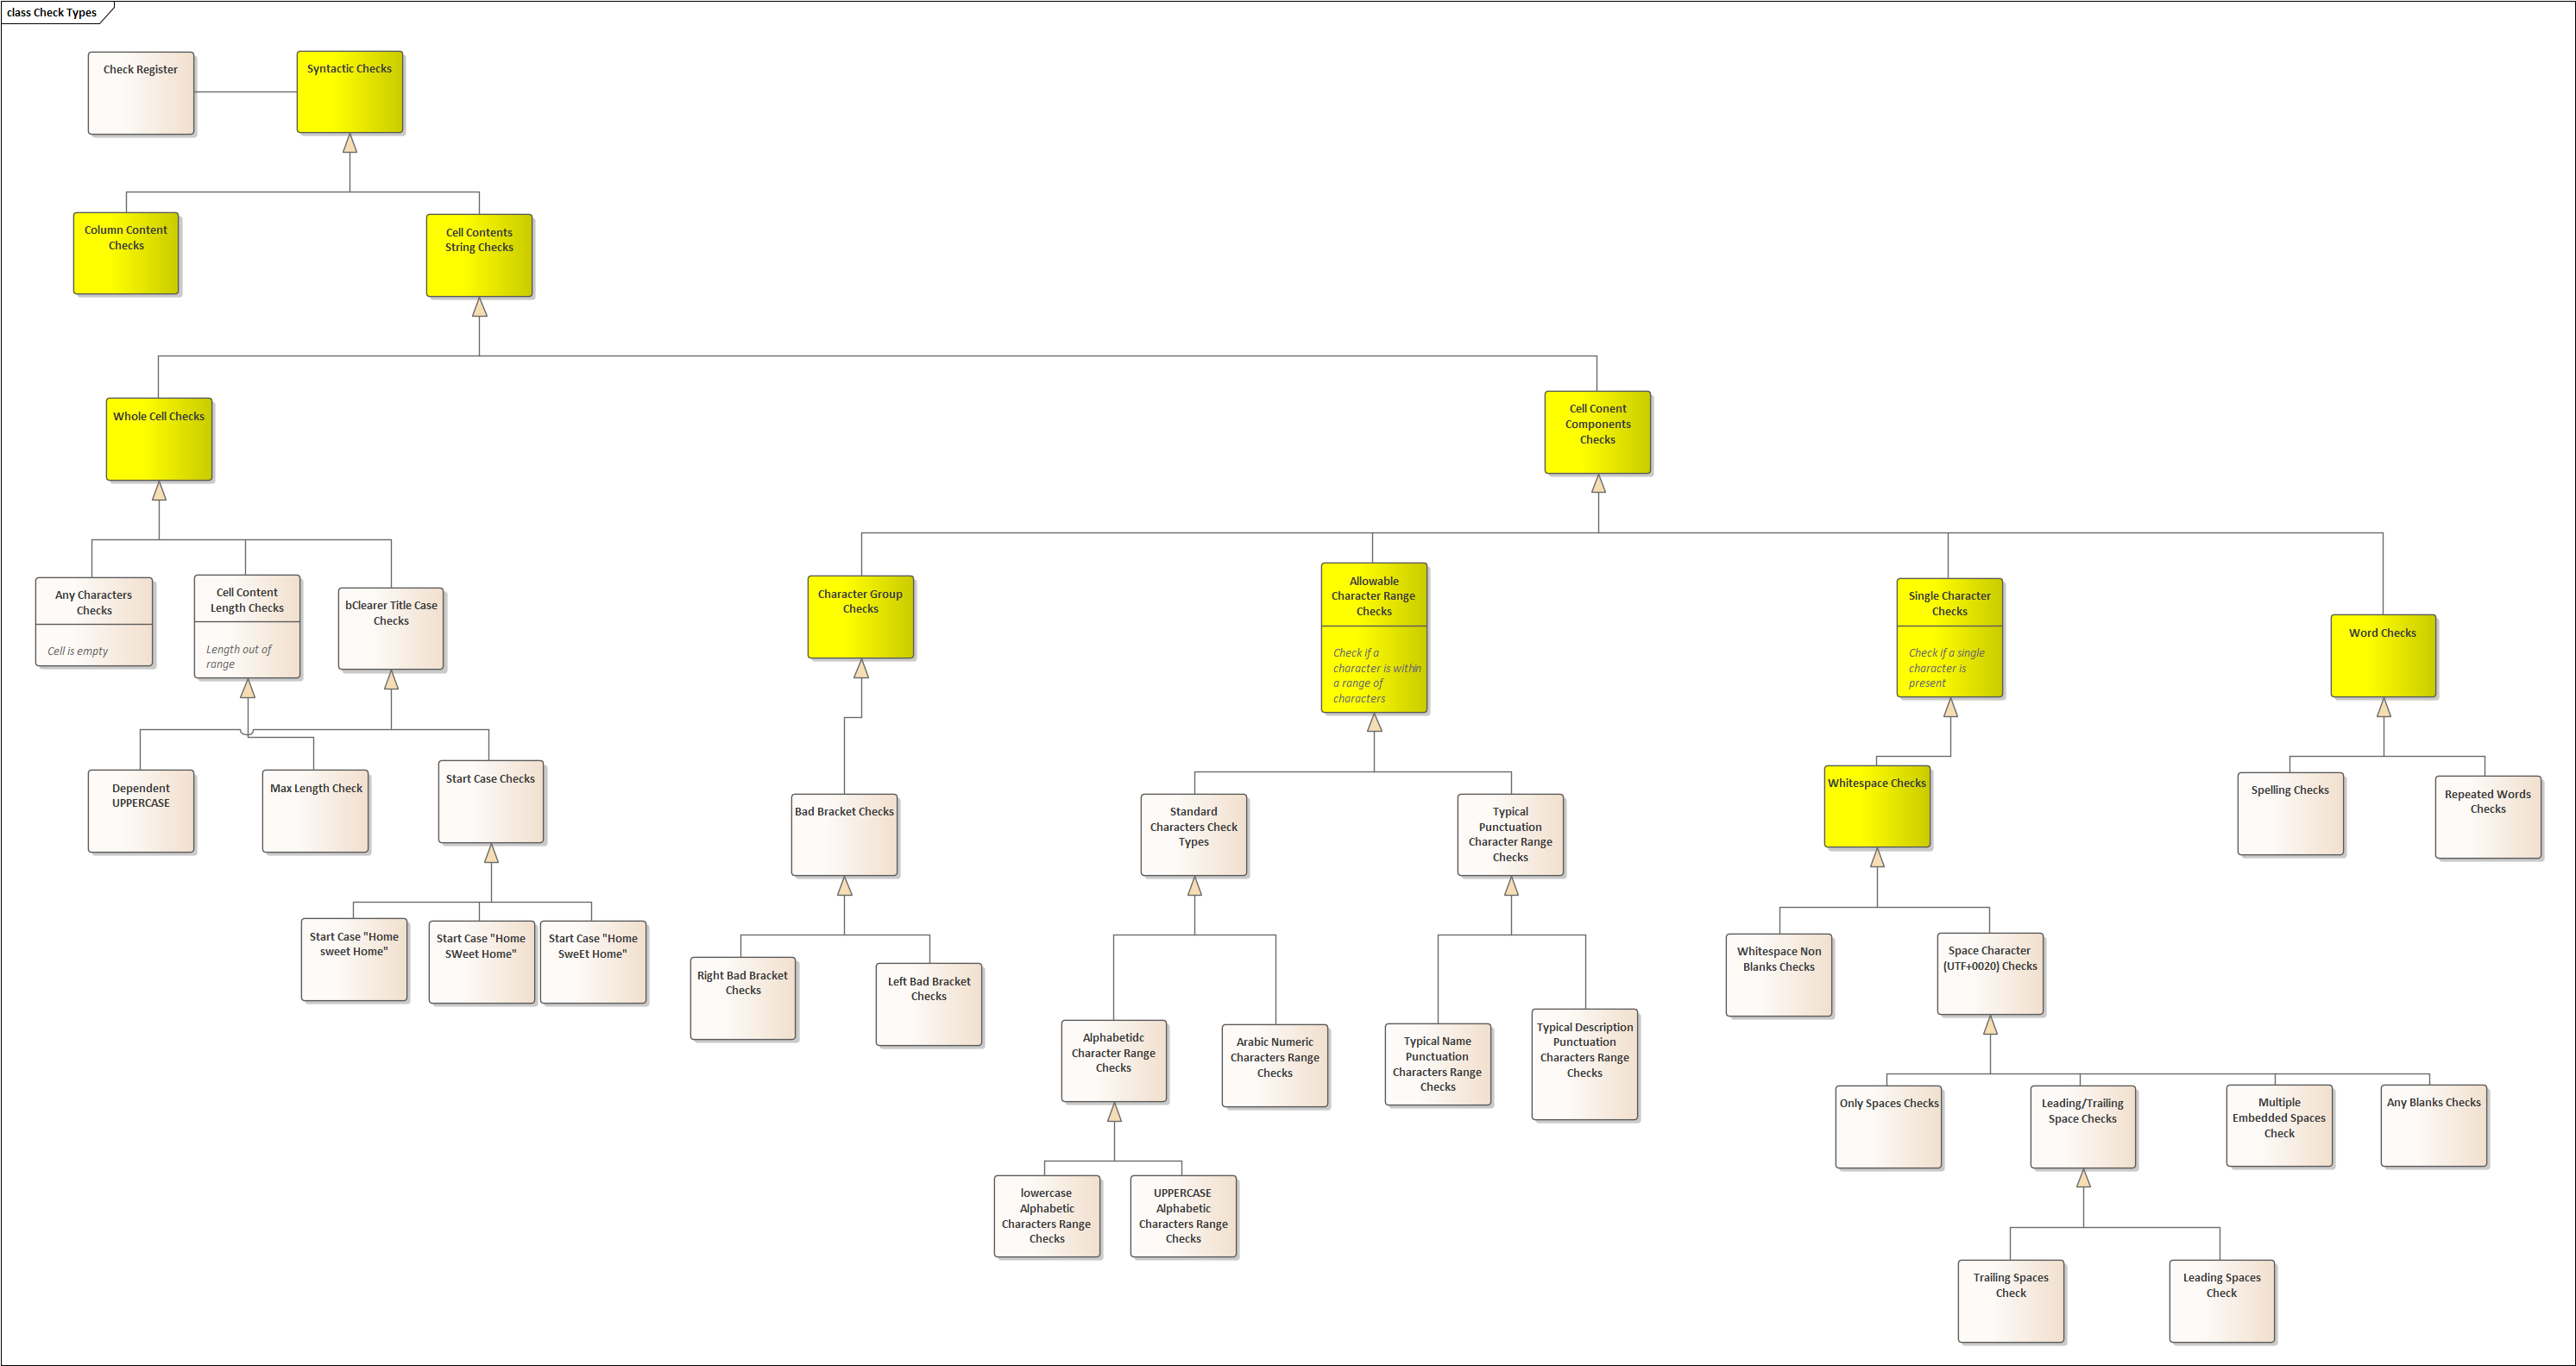 class Check Types
Check Register
Syntactic Checks
Column Content
Checks
Cell Contents
String Checks
Whole Cell Checks
Cell Conent
Components
Checks
Any Characters
Checks
Cell is empty
Cell Content
Length Checks
Length out of
range
bClearer Title Case
Checks
Character Group
Checks
Allowable
Character Range
Checks
Check if a
character is within
a range of
characters
Single Character
Checks
Check if a single
character is
present
Word Checks
Dependent
UPPERCASE
Max Length Check
Start Case Checks
Bad Bracket Checks
Standard
Characters Check
Types
Typical
Punctuation
Character Range
Checks
Whitespace Checks
Spelling Checks
Repeated Words
Checks
Start Case "Home
sweet Home"
Start Case "Home
SWeet Home"
Start Case "Home
SweEt Home"
Right Bad Bracket
Checks
Left Bad Bracket
Checks
Whitespace Non
Blanks Checks
Space Character
(UTF+0020) Checks
Alphabetidc
Character Range
Checks
Arabic Numeric
Characters Range
Checks
Typical Name
Punctuation
Characters Range
Checks
Typical Description
Punctuation
Characters Range
Checks
Only Spaces Checks
Leading/Trailing
Space Checks
Multiple
Embedded Spaces
Check
Any Blanks Checks
lowercase
Alphabetic
Characters Range
Checks
UPPERCASE
Alphabetic
Characters Range
Checks
Trailing Spaces
Check
Leading Spaces
Check